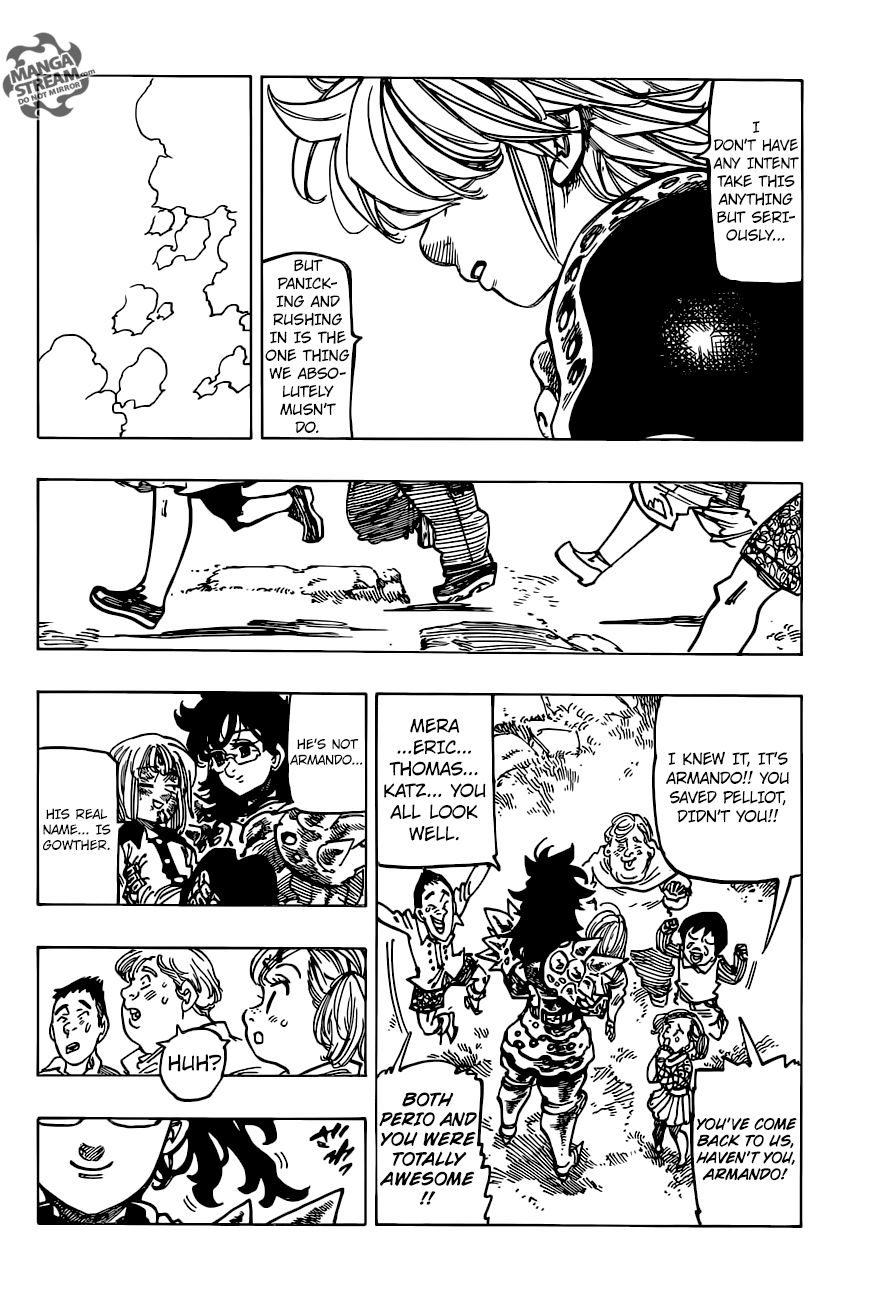 MANGA
STREAM.com
DO NOT MIRROR
I
DON'T HAVE
ANY INTENT
TAKE THIS
ANYTHING
BUT SERI-
OUSLY...
BUT
PANICK-
ING AND
RUSHING
IN IS THE
ONE THING
WE ABSO-
LUTELY
MUSN'T
DO.
I KNEW IT, IT'S
ARMANDO!! YOU
SAVED PELLIOT,
DIDN'T YOU!!
MERA
...ERIC...
THOMAS...
KATZ... YOU
ALL LOOK
WELL.
YOU'VE COME
BACK TO US,
HAVEN'T YOU,
ARMANDO!
BOTH
PERIO AND
YOU WERE
TOTALLY
AWESOME
!!
HE'S NOT
ARMANDO...
HIS REAL
NAME... IS
GOWTHER.
HUH?